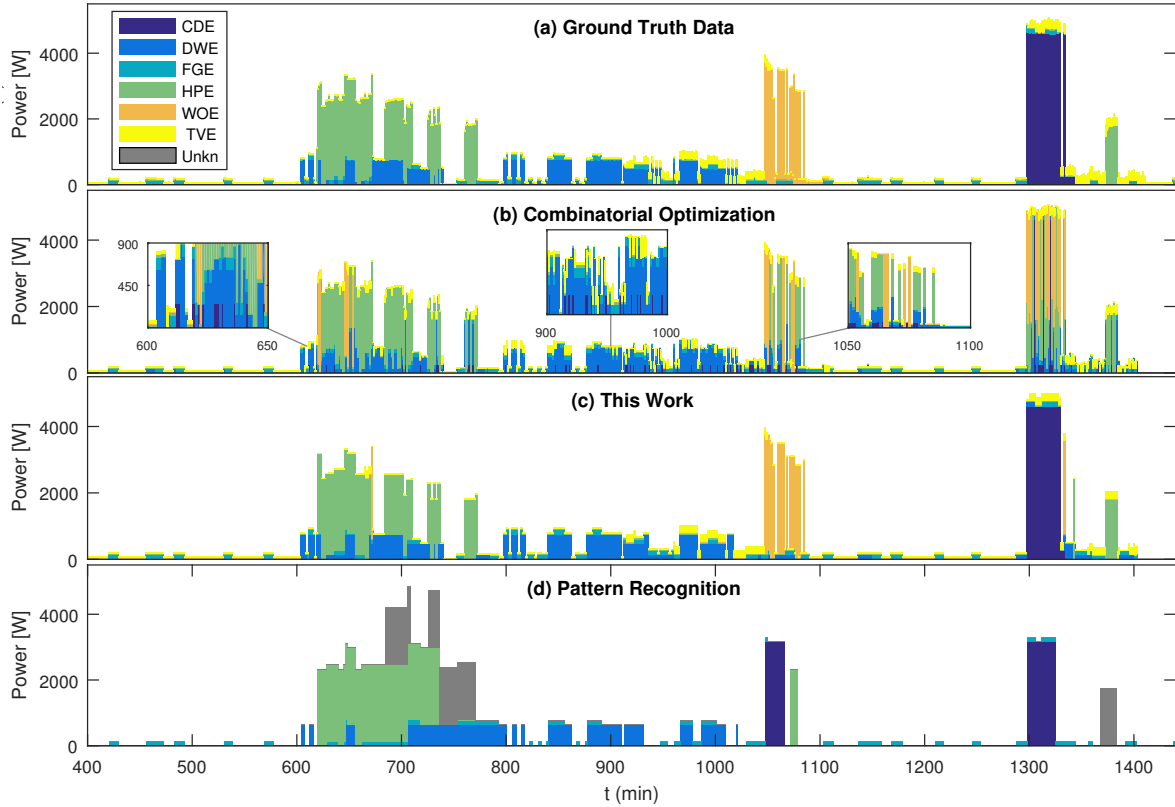 (a) Ground Truth Data
CDE
DWE
FGE
HPE
WOE
TVE
Unkn
Power [W]
4000
2000
0
(b) Combinatorial Optimization
Power [W]
4000
2000
0
900
450
600
650
900
1000
1050
1100
(c) This Work
Power [W]
4000
2000
0
(d) Pattern Recognition
Power [W]
4000
2000
0
400
500
600
700
800
900
1000
1100
1200
1300
1400
t (min)